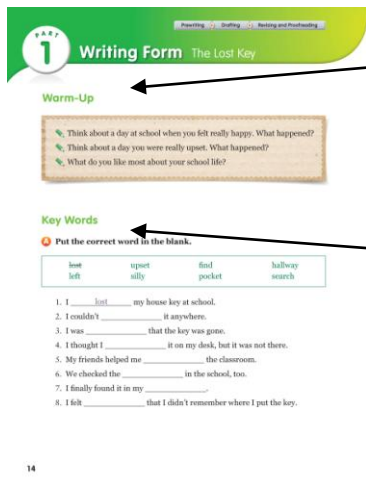 Prewriting Drafting Revising and Proofreading
PART
1
Writing Form The Lost Key
Warm-Up
Think about a day at school when you felt really happy. What happened?
Think about a day you were really upset. What happened?
What do you like most about your school life?
Key Words
A Put the correct word in the blank.
lost upset find hallway
left silly pocket search
1. I lost my house key at school.
2. I couldn't it anywhere.
3. I was that the key was gone.
4. I thought I it on my desk, but it was not there.
5. My friends helped me the classroom.
6. We checked the in the school, too.
7. I finally found it in my .
8. I felt that I didn't remember where I put the key.
14